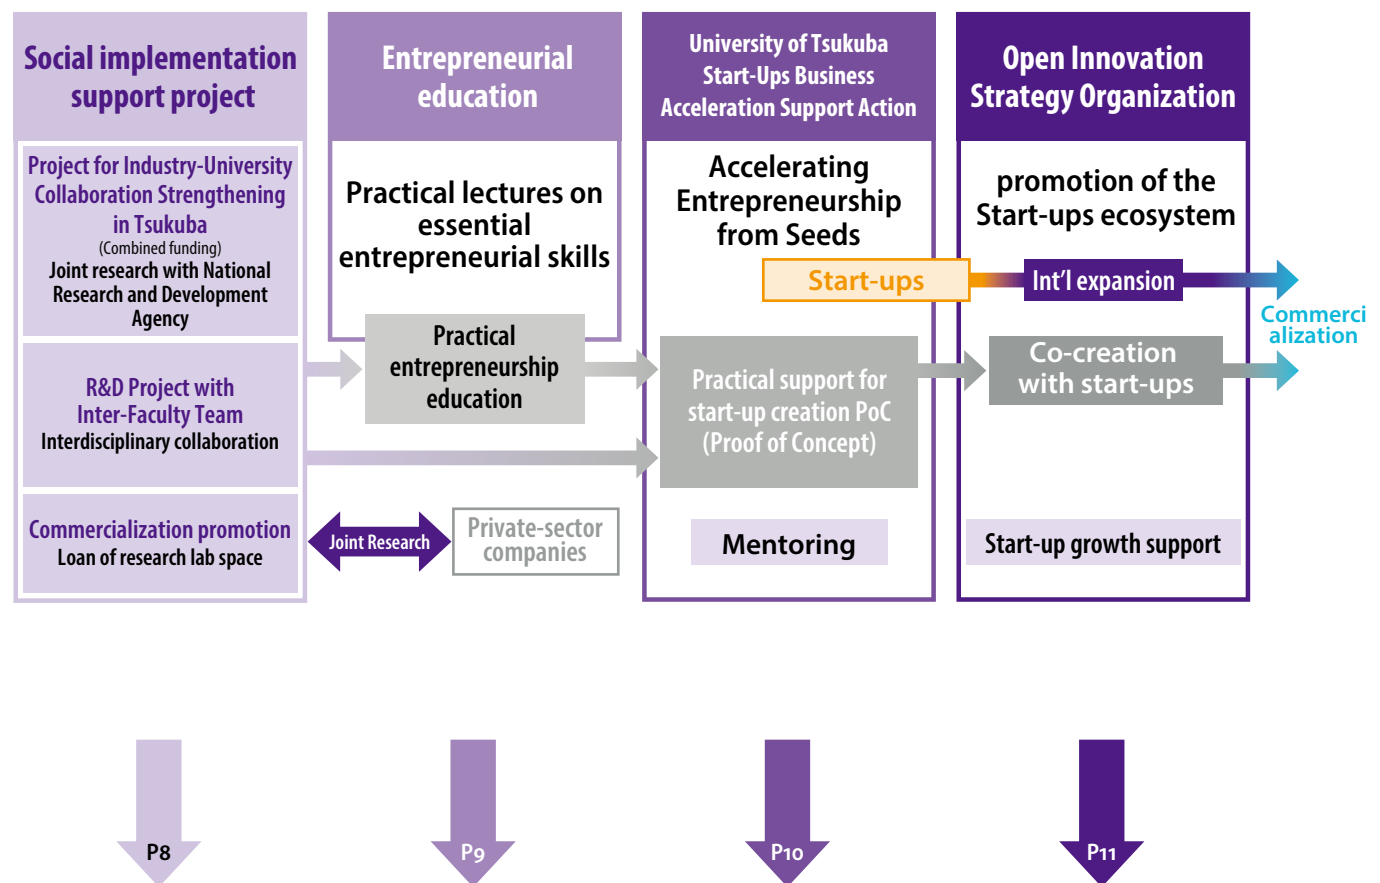 Social implementation
support project
Project for Industry-University
Collaboration Strengthening
in Tsukuba
(Combined funding)
Joint research with National
Research and Development
Agency
R&D Project with
Inter-Faculty Team
Interdisciplinary collaboration
Commercialization promotion
Loan of research lab space
Joint Research
Private-sector
companies
Entrepreneurial
education
Practical lectures on
essential
entrepreneurial skills
Practical
entrepreneurship
education
University of Tsukuba
Start-Ups Business
Acceleration Support Action
Accelerating
Entrepreneurship
from Seeds
Start-ups
Practical support for
start-up creation PoC
(Proof of Concept)
Mentoring
Open Innovation
Strategy Organization
promotion of the
Start-ups ecosystem
Int'l expansion
Co-creation
with start-ups
Start-up growth support
Commerci
alization
P8
P9
P10
P11